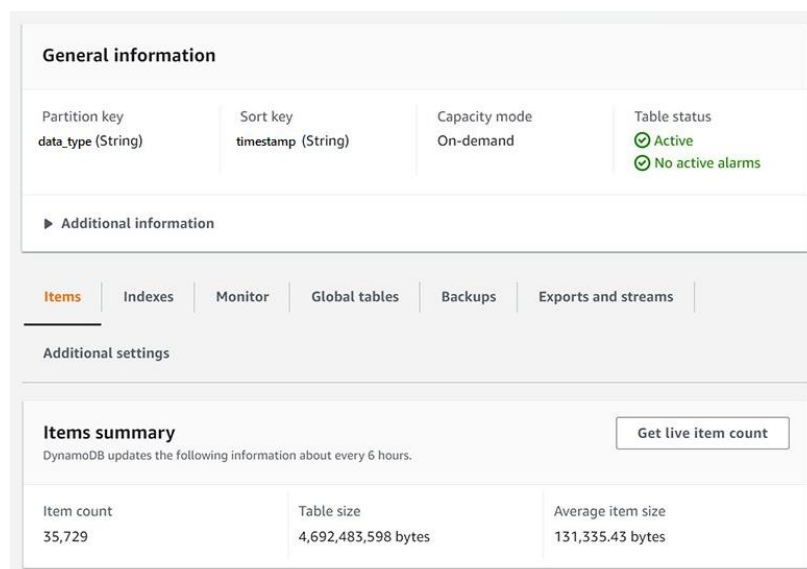 General information
Partition key Sort key Capacity mode Table status
data_type (String) timestamp (String) On-demand Active
No active alarms
Additional information
Items Indexes Monitor Global tables Backups Exports and streams
Additional settings
Items summary Get live item count
DynamoDB updates the following information about every 6 hours.
Item count Table size Average item size
35,729 4,692,483,598 bytes 131,335.43 bytes